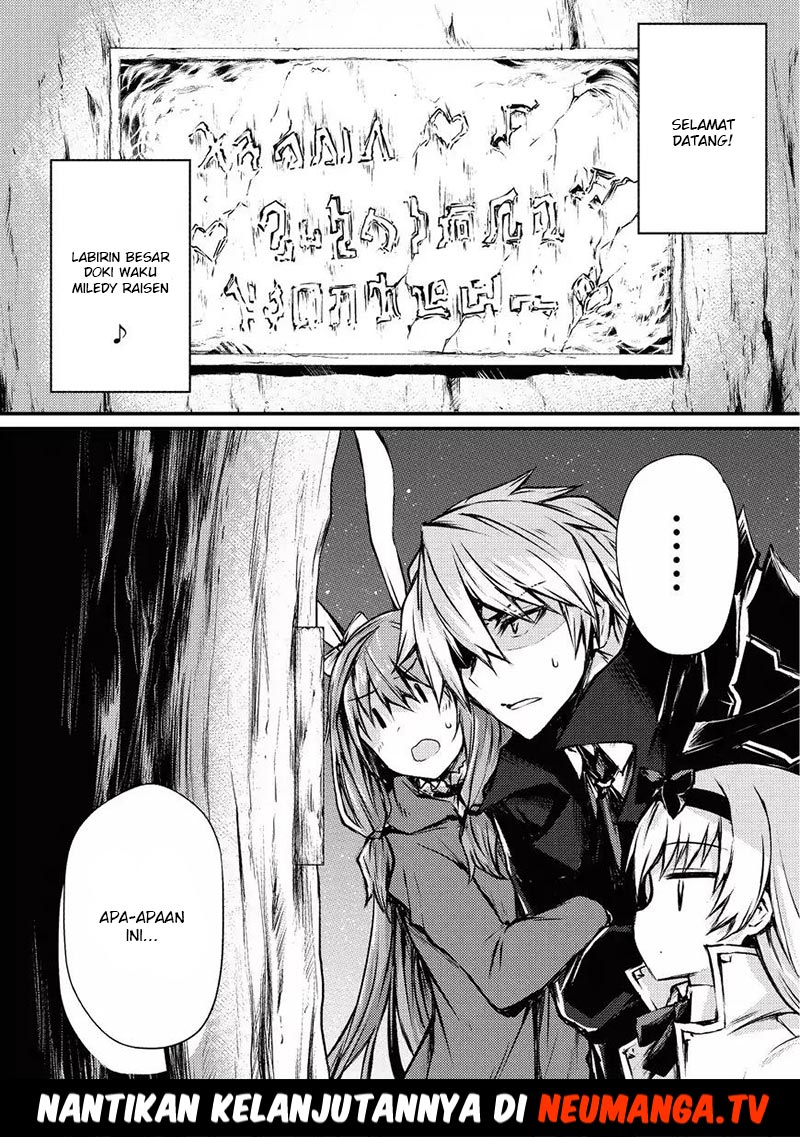 SELAMAT
DATANG!
LABIRIN BESAR
DOKI WAKU
MILEDY RAISEN
♪
......
APA-APAAN
INI...
NANTIKAN KELANJUTANNYA DI NEUMANGA.TV